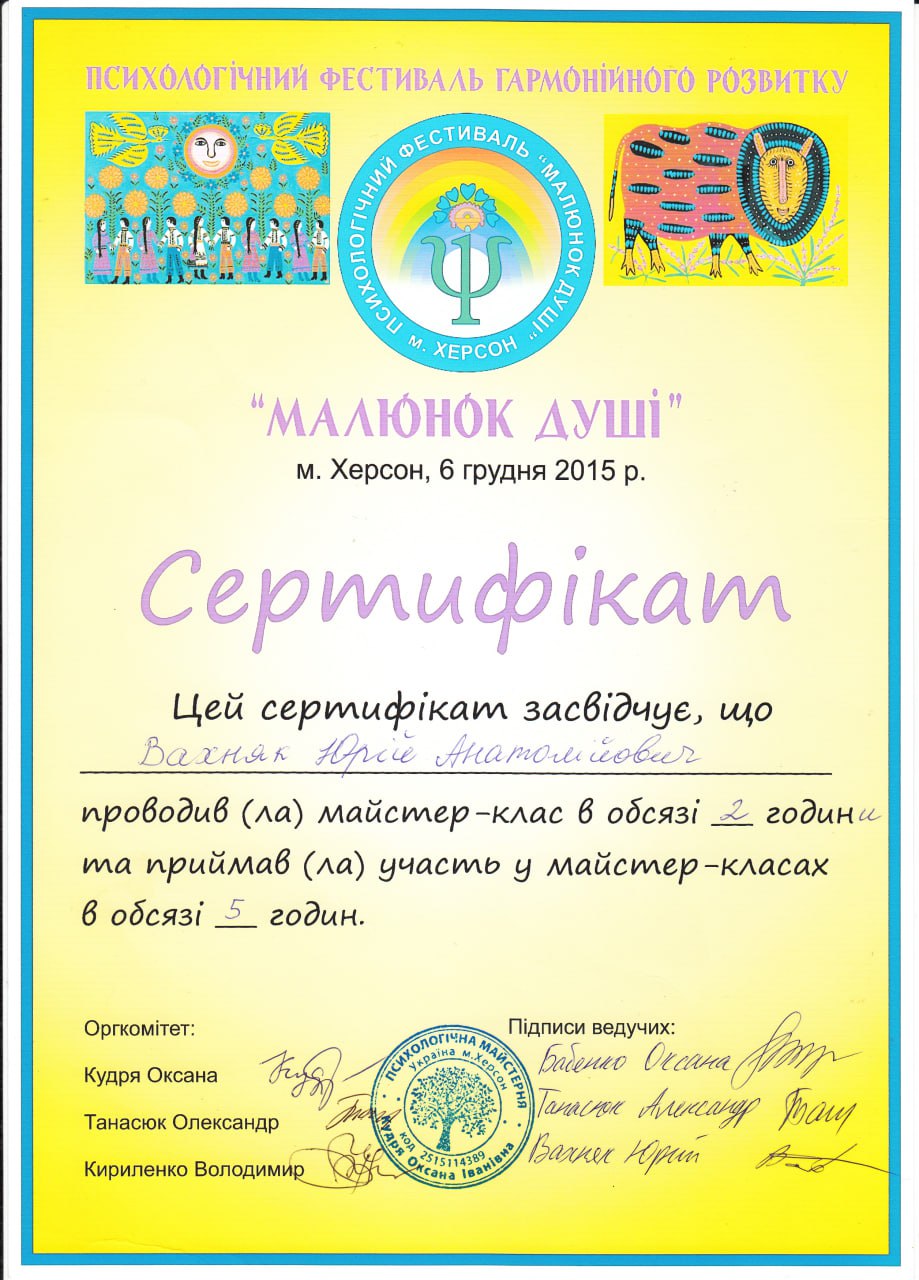 ПСИХОЛОГІЧНИЙ ФЕСТИВАЛЬ ГАРМОНІЙНОГО РОЗВИТКУ
ПСИХОЛОГІЧНИЙ ФЕСТИВАЛЬ "МАЛЮНОК ДУШІ"
м. ХЕРСОН
"МАЛЮНОК ДУШІ"
м. Херсон, 6 грудня 2015 р.
Сертифікат
Цей сертифікат засвідчує, що
Вахняк Юрій Анатолійович
проводив (ла) майстер-клас в обсязі 2 години
та приймав (ла) участь у майстер-класах
в обсязі 5 годин.
Оргкомітет:
Кудря Оксана
Танасюк Олександр
Кириленко Володимир
ПСИХОЛОГІЧНА МАЙСТЕРНЯ
Україна м.Херсон
код 2515114389
Кудря Оксана Іванівна
Підписи ведучих:
Бабенко Оксана
Танасюк Александр
Вахняк Юрий